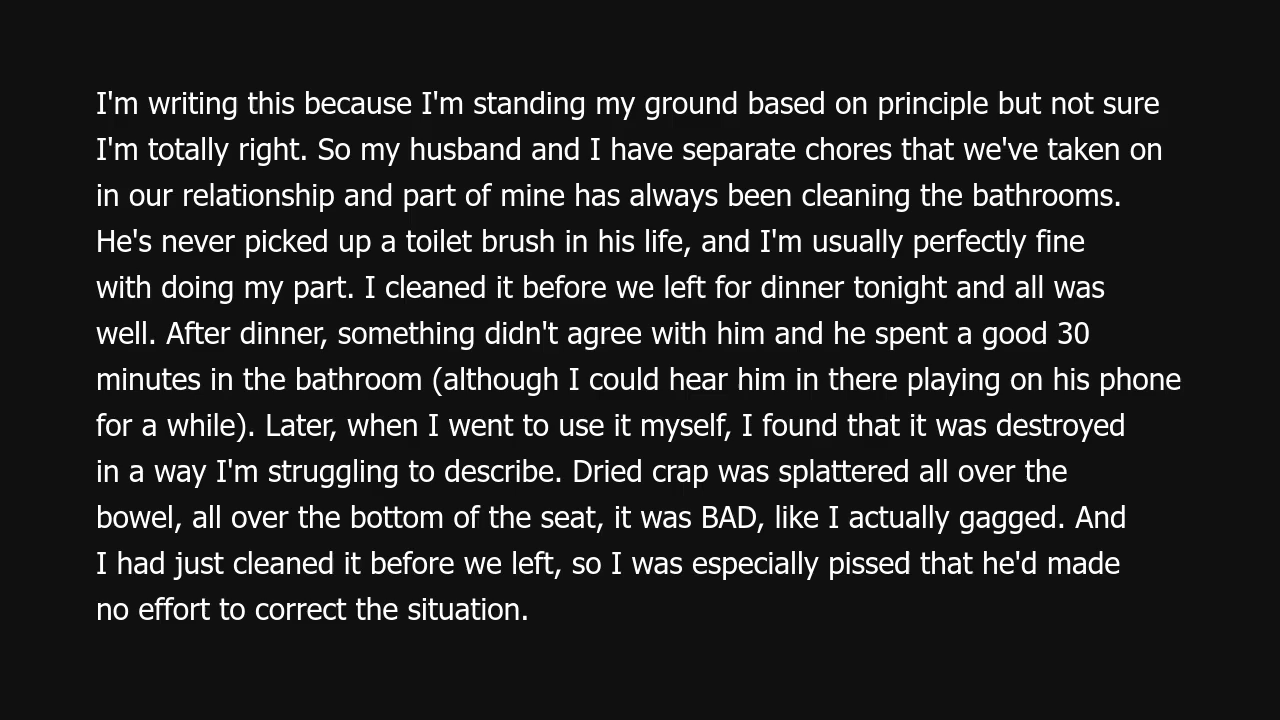 I'm writing this because I'm standing my ground based on principle but not sure
I'm totally right. So my husband and I have separate chores that we've taken on
in our relationship and part of mine has always been cleaning the bathrooms.
He's never picked up a toilet brush in his life, and I'm usually perfectly fine
with doing my part. I cleaned it before we left for dinner tonight and all was
well. After dinner, something didn't agree with him and he spent a good 30
minutes in the bathroom (although I could hear him in there playing on his phone
for a while). Later, when I went to use it myself, I found that it was destroyed
in a way I'm struggling to describe. Dried crap was splattered all over the
bowel, all over the bottom of the seat, it was BAD, like I actually gagged. And
I had just cleaned it before we left, so I was especially pissed that he'd made
no effort to correct the situation.